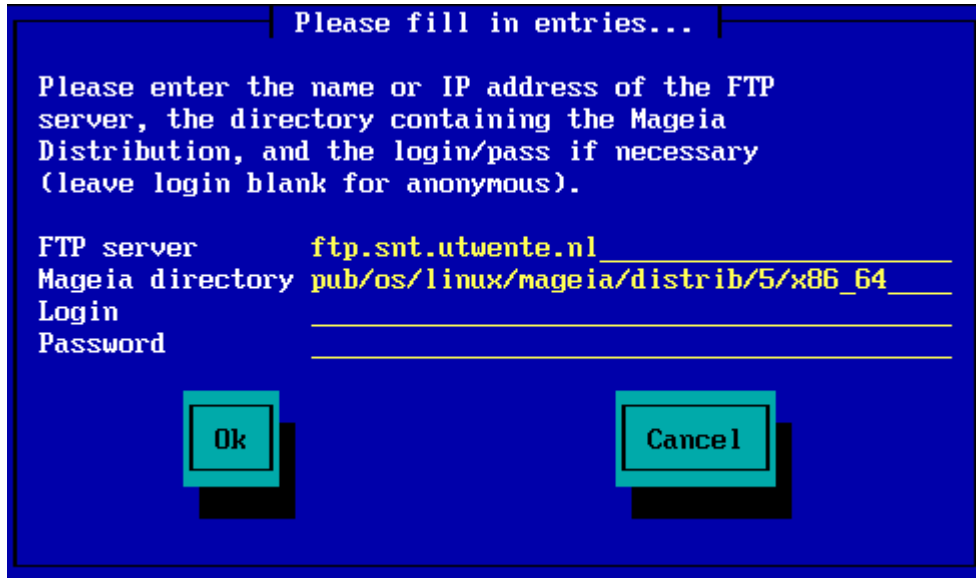 Please fill in entries...
Please enter the name or IP address of the FTP
server, the directory containing the Mageia
Distribution, and the login/pass if necessary
(leave login blank for anonymous).
FTP server ftp.snt.utwente.nl
Mageia directory pub/os/linux/mageia/distrib/5/x86_64
Login
Password
Ok Cancel